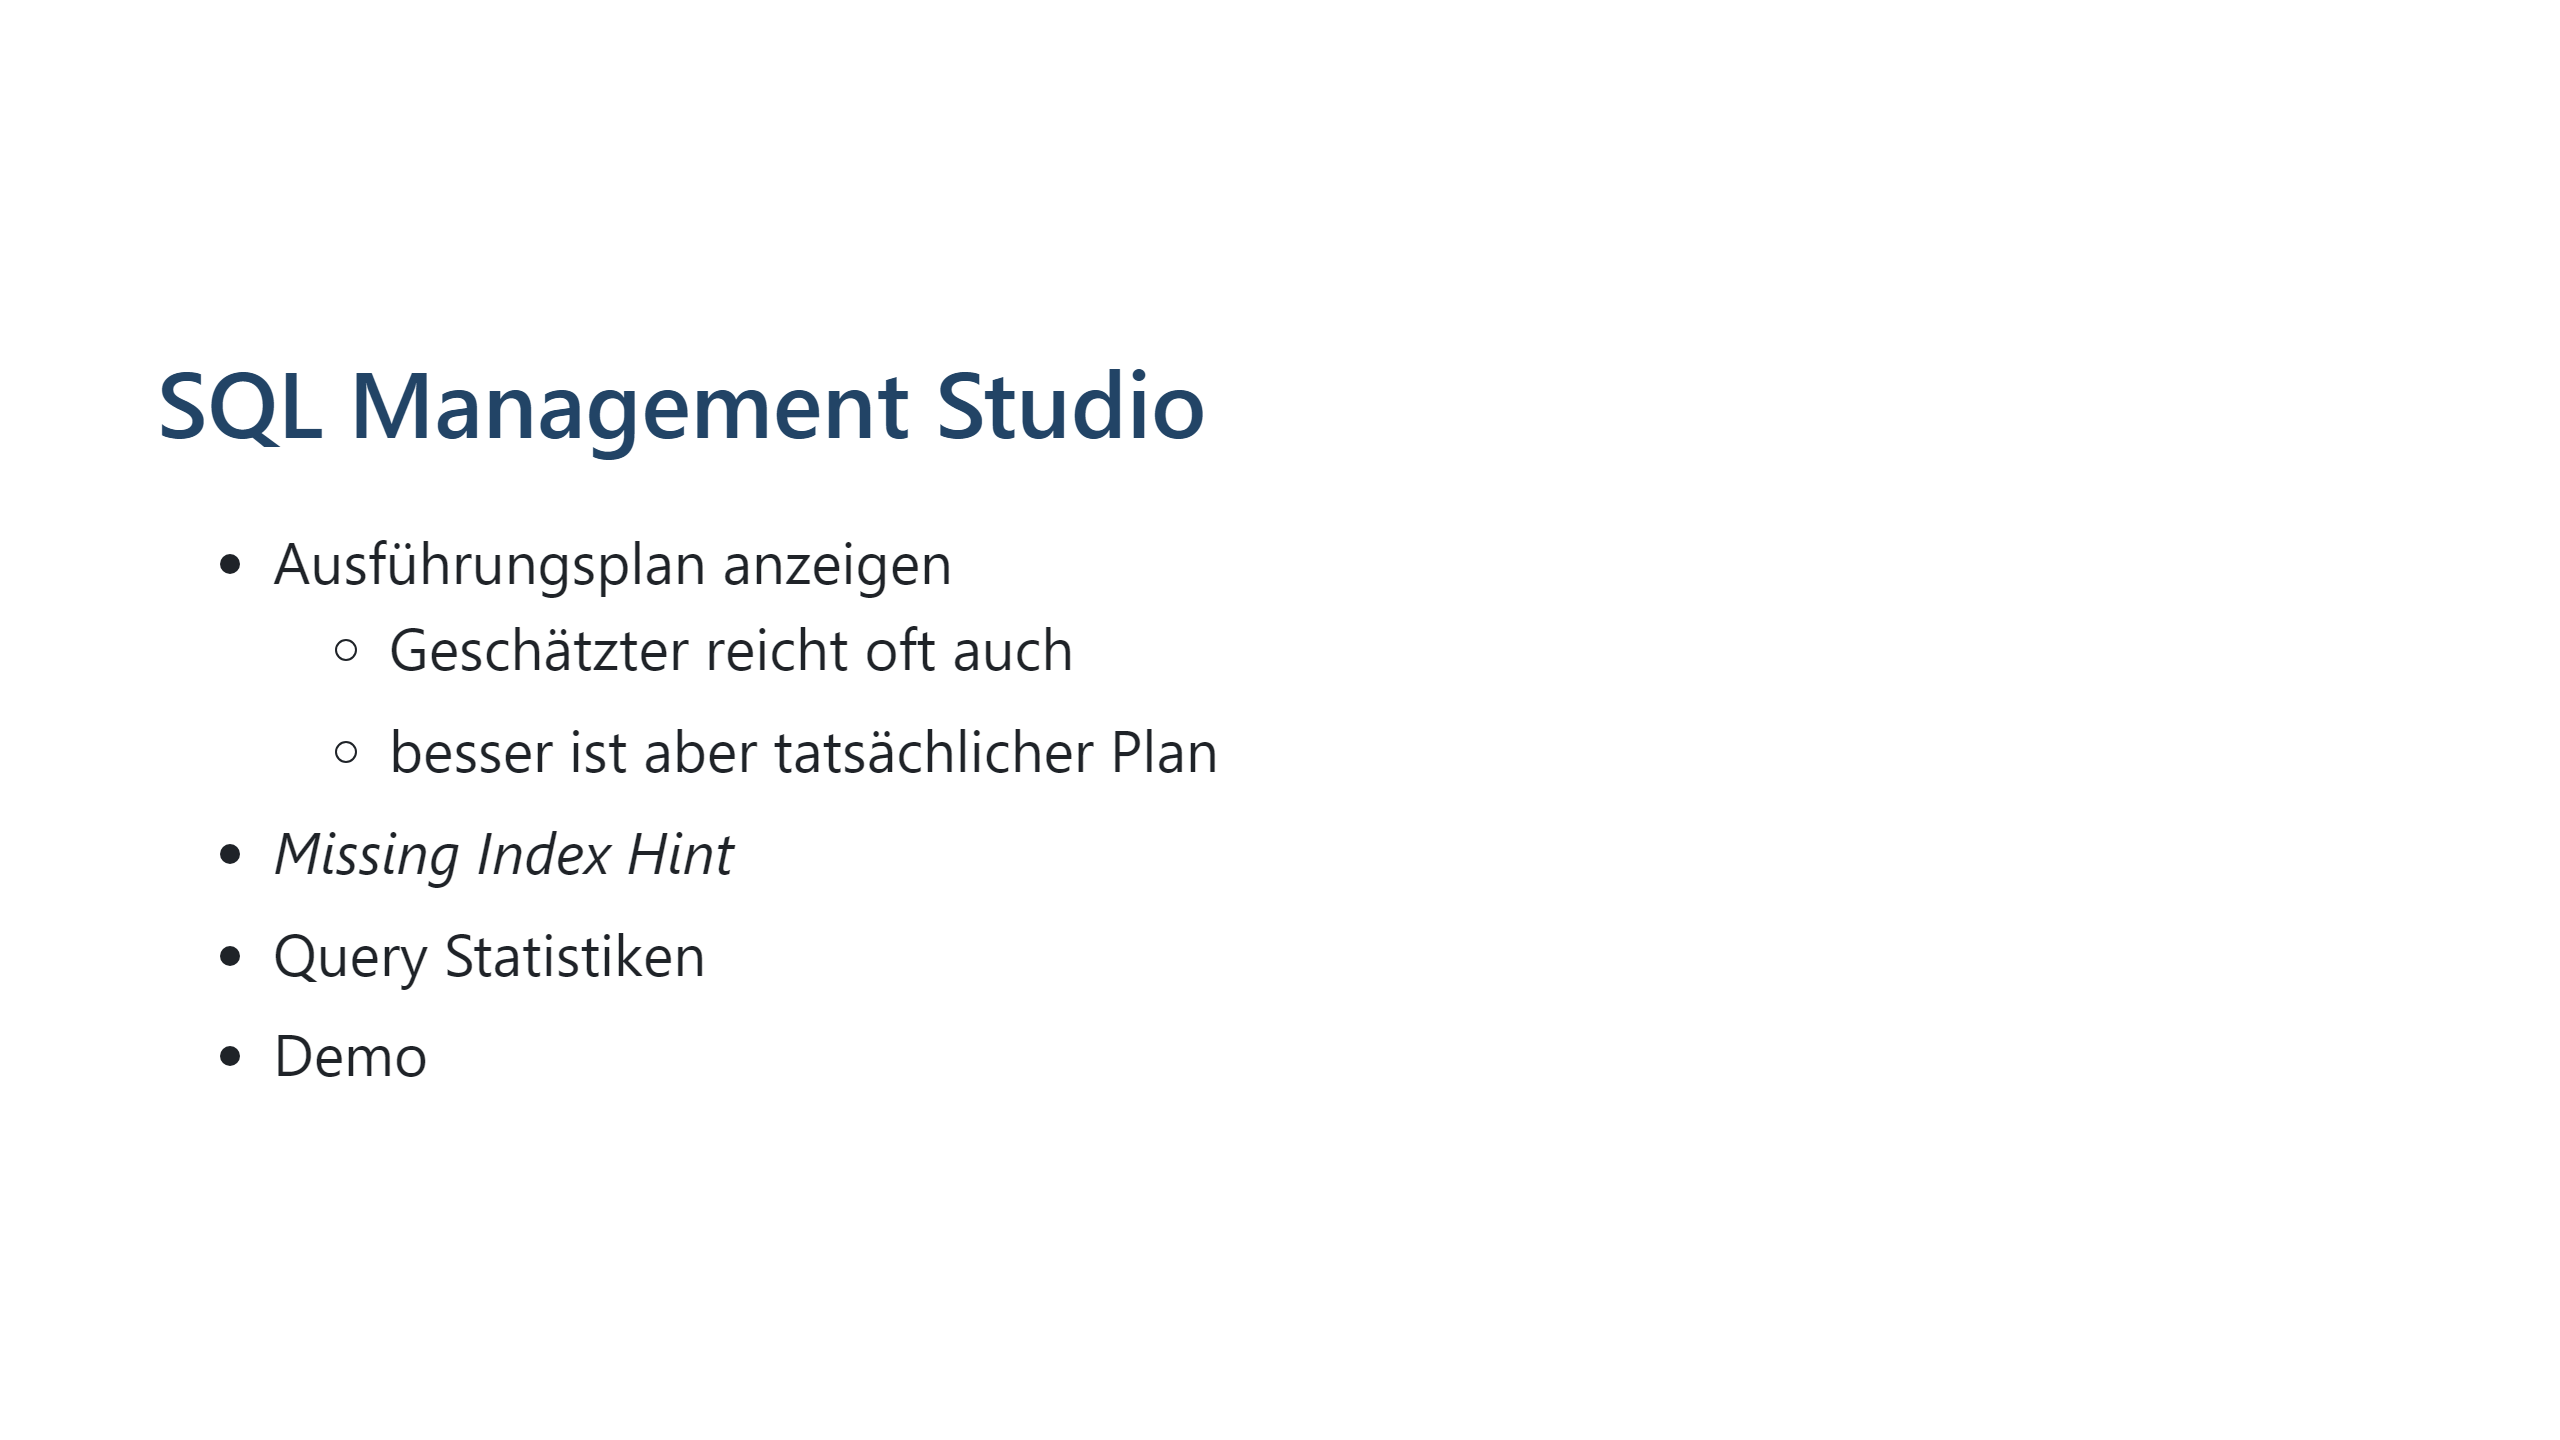 SQL Management Studio
• Ausführungsplan anzeigen
○ Geschätzter reicht oft auch
○ besser ist aber tatsächlicher Plan
• Missing Index Hint
• Query Statistiken
• Demo